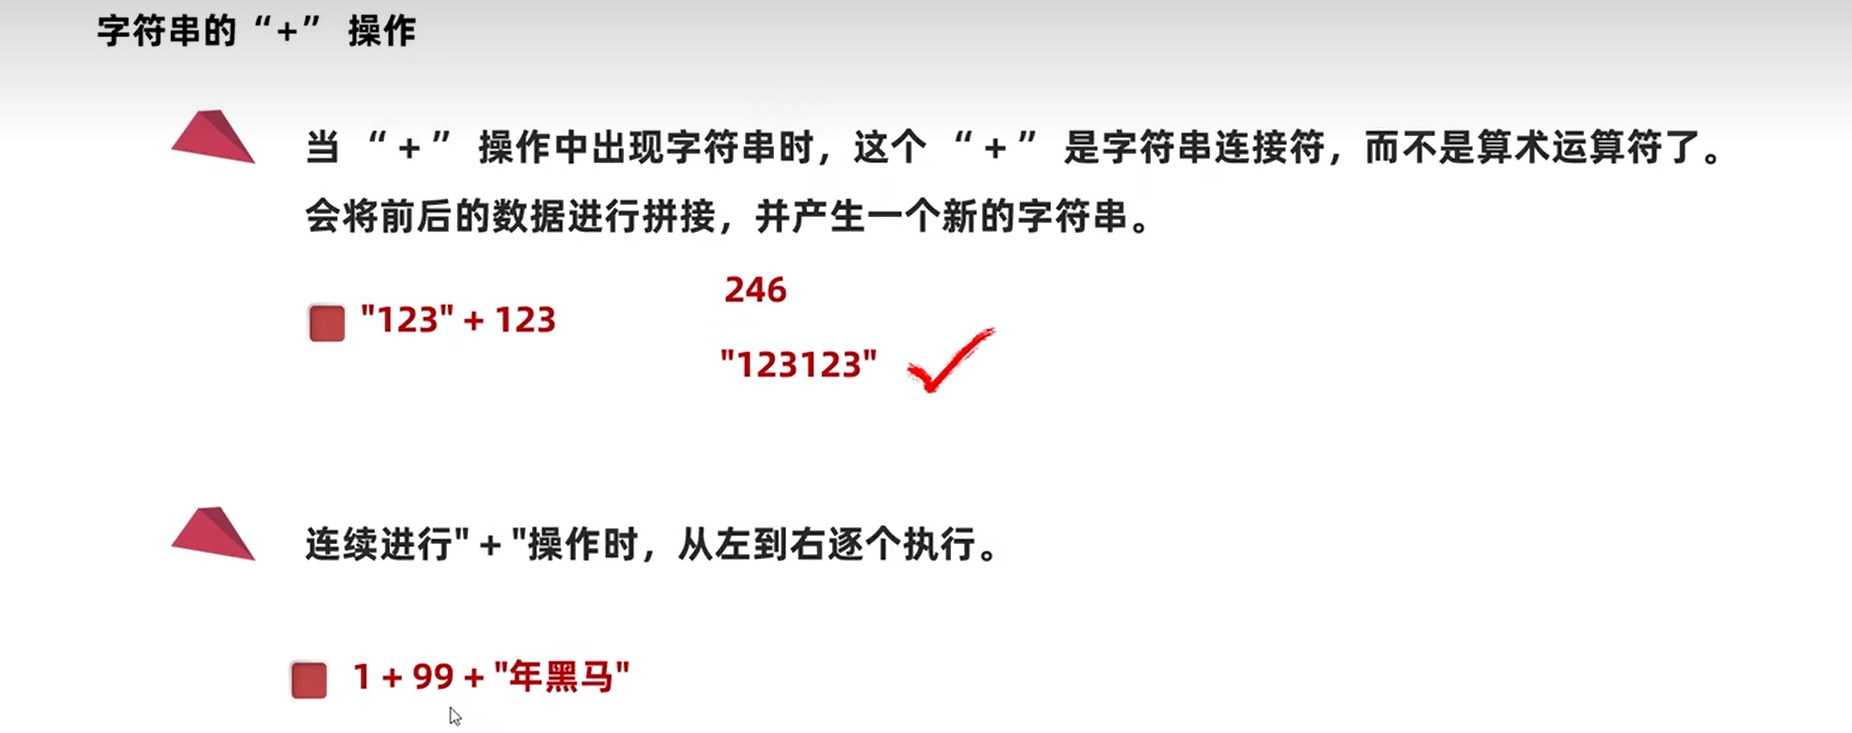 字符串的“+” 操作
当 “+” 操作中出现字符串时，这个 “+” 是字符串连接符，而不是算术运算符了。
会将前后的数据进行拼接，并产生一个新的字符串。
"123" + 123
246
"123123"
连续进行" + "操作时，从左到右逐个执行。
1 + 99 + "年黑马"